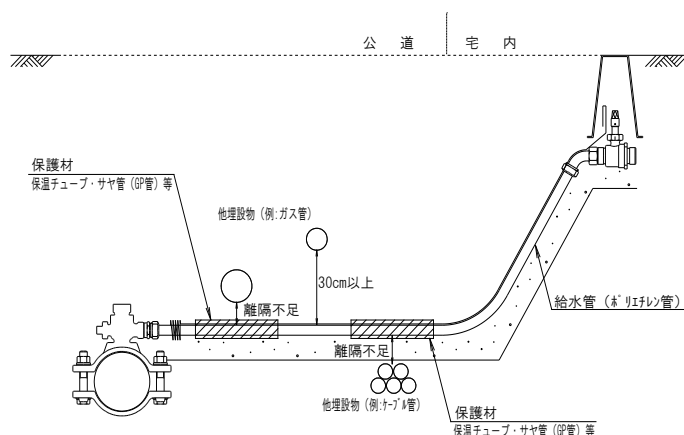 公 道 宅 内
保護材
保温チューブ・サヤ管(GP管)等
他埋設物(例:ガス管)
30cm以上
離隔不足
給水管(ポリエチレン管)
離隔不足
他埋設物(例:ケーブル管)
保護材
保温チューブ・サヤ管(GP管)等